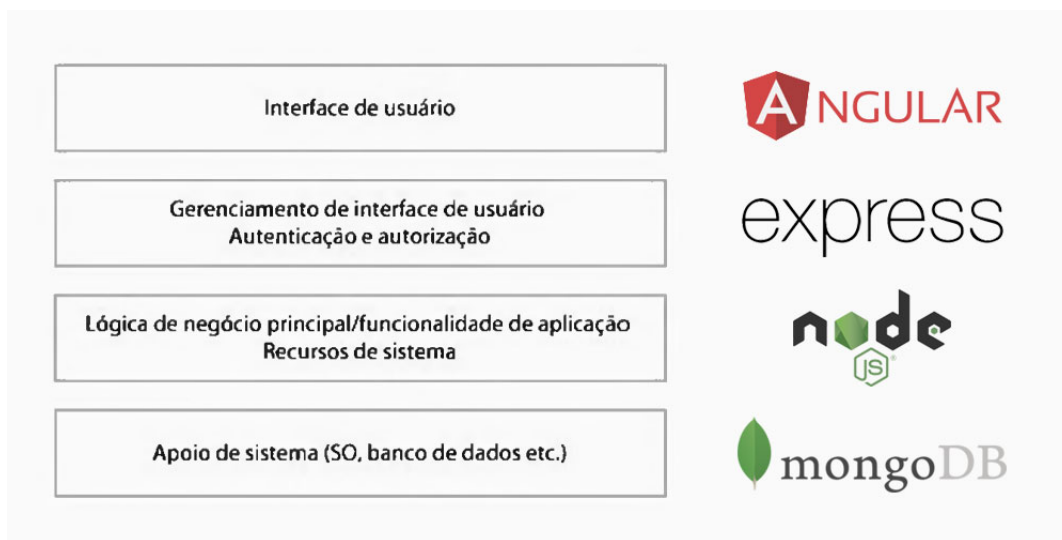 Interface de usuário
ANGULAR
Gerenciamento de interface de usuário
Autenticação e autorização
express
Lógica de negócio principal/funcionalidade de aplicação
Recursos de sistema
node
JS®
Apoio de sistema (SO, banco de dados etc.)
mongoDB